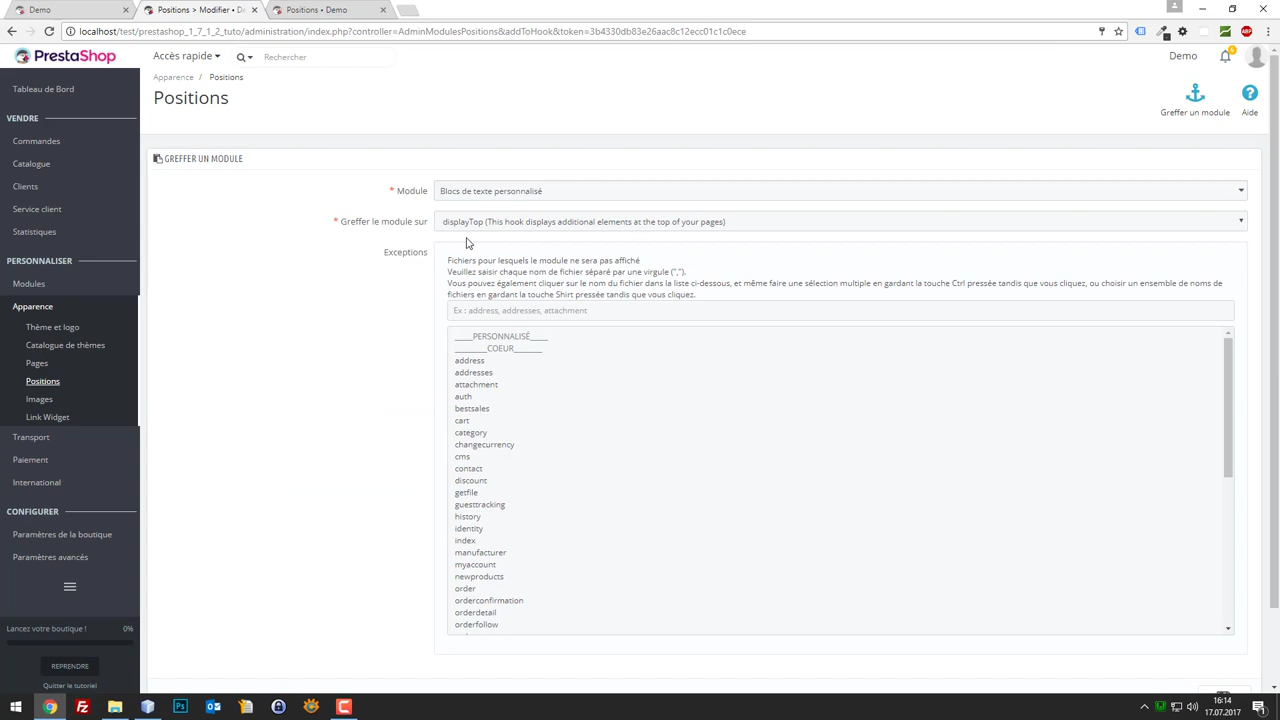 Demo
Positions > Modifier • D
Positions • Demo
localhost/test/prestashop_1_7_1_2_tuto/administration/index.php?controller=AdminModulesPositions&addToHook&token=3b4330db83e26aac8c12ecc01c1c0ece
PrestaShop
Accès rapide
Rechercher
Demo
6
Apparence / Positions
Positions
Greffer un module
Aide
Tableau de Bord
VENDRE
Commandes
Catalogue
Clients
Service client
Statistiques
PERSONNALISER
Modules
Apparence
Thème et logo
Catalogue de thèmes
Pages
Positions
Images
Link Widget
Transport
Paiement
International
CONFIGURER
Paramètres de la boutique
Paramètres avancés
Lancez votre boutique ! 0%
REPRENDRE
Quitter le tutoriel
GREFFER UN MODULE
* Module
Blocs de texte personnalisé
* Greffer le module sur
displayTop (This hook displays additional elements at the top of your pages)
Exceptions
Fichiers pour lesquels le module ne sera pas affiché
Veuillez saisir chaque nom de fichier séparé par une virgule (",").
Vous pouvez également cliquer sur le nom du fichier dans la liste ci-dessous, et même faire une sélection multiple en gardant la touche Ctrl pressée tandis que vous cliquez, ou choisir un ensemble de noms de
fichiers en gardant la touche Shirt pressée tandis que vous cliquez.
Ex : address, addresses, attachment
_____PERSONNALISÉ_____
_________COEUR________
address
addresses
attachment
auth
bestsales
cart
category
changecurrency
cms
contact
discount
getfile
guesttracking
history
identity
index
manufacturer
myaccount
newproducts
order
orderconfirmation
orderdetail
orderfollow
16:14
17.07.2017